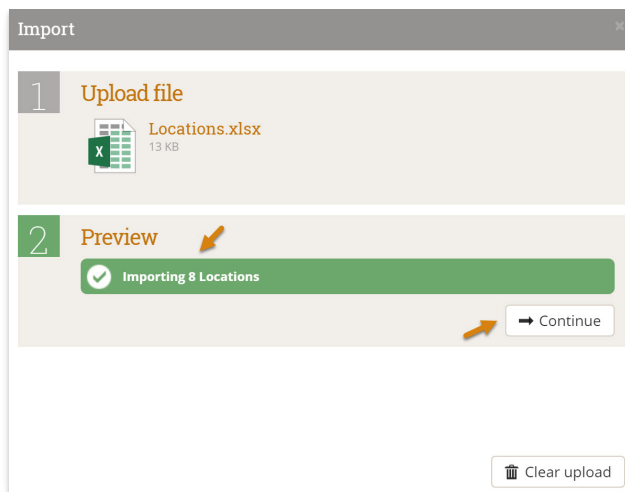 Import
×
1
Upload file
Locations.xlsx
13 KB
X
2
Preview
Importing 8 Locations
Continue
Clear upload